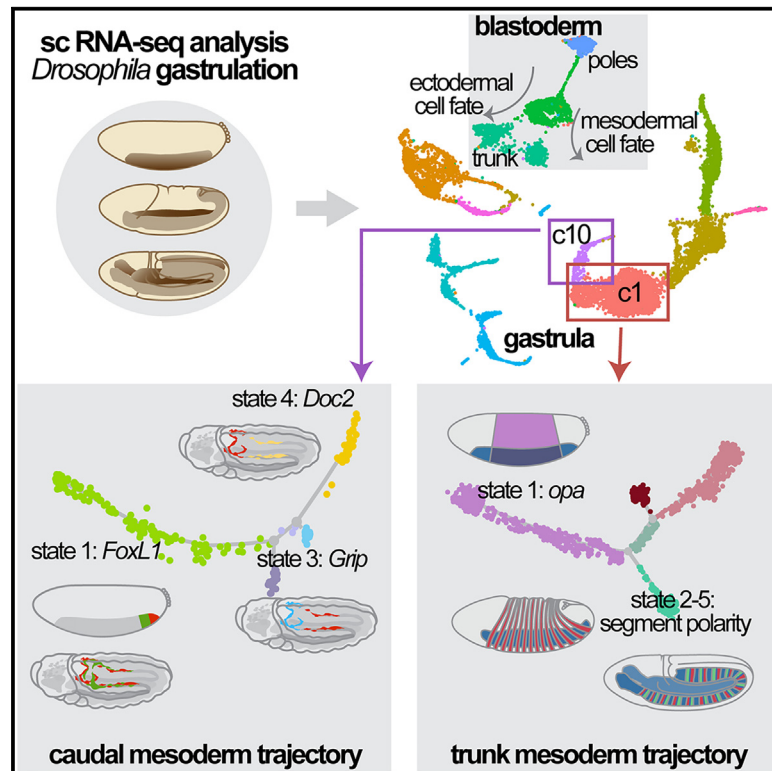 sc RNA-seq analysis
Drosophila gastrulation
blastoderm
poles
ectodermal
cell fate
mesodermal
cell fate
trunk
c10
c1
gastrula
state 4: Doc2
state 1: FoxL1
state 3: Grip
caudal mesoderm trajectory
state 1: opa
state 2-5:
segment polarity
trunk mesoderm trajectory